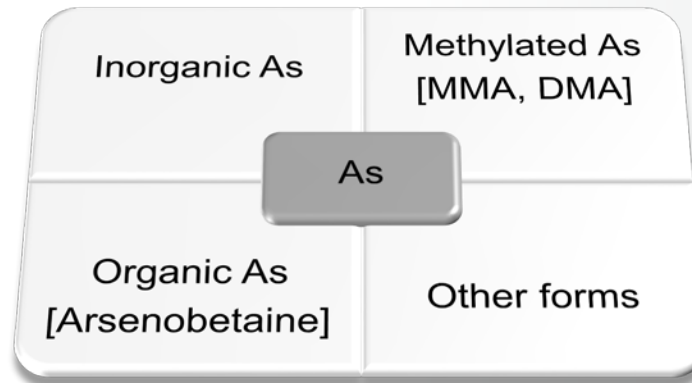 Inorganic As
Methylated As
[MMA, DMA]
As
Organic As
[Arsenobetaine]
Other forms